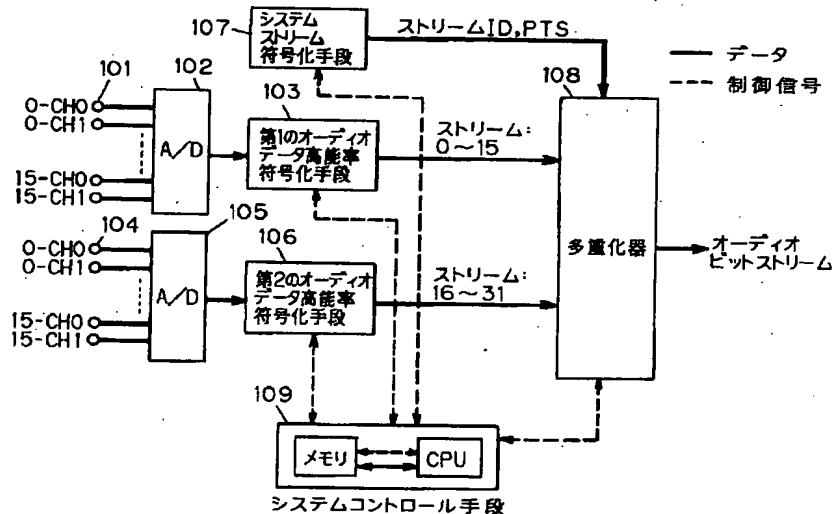 107
システム
ストリーム
符号化手段
ストリームID,PTS
データ
制御信号
101
102
0-CH0
0-CH1
15-CH0
15-CH1
A/D
103
第1のオーディオ
データ高能率
符号化手段
ストリーム:
0~15
108
104
105
0-CH0
0-CH1
15-CH0
15-CH1
A/D
106
第2のオーディオ
データ高能率
符号化手段
ストリーム:
16~31
多重化器
オーディオ
ビットストリーム
109
メモリ
CPU
システムコントロール手段